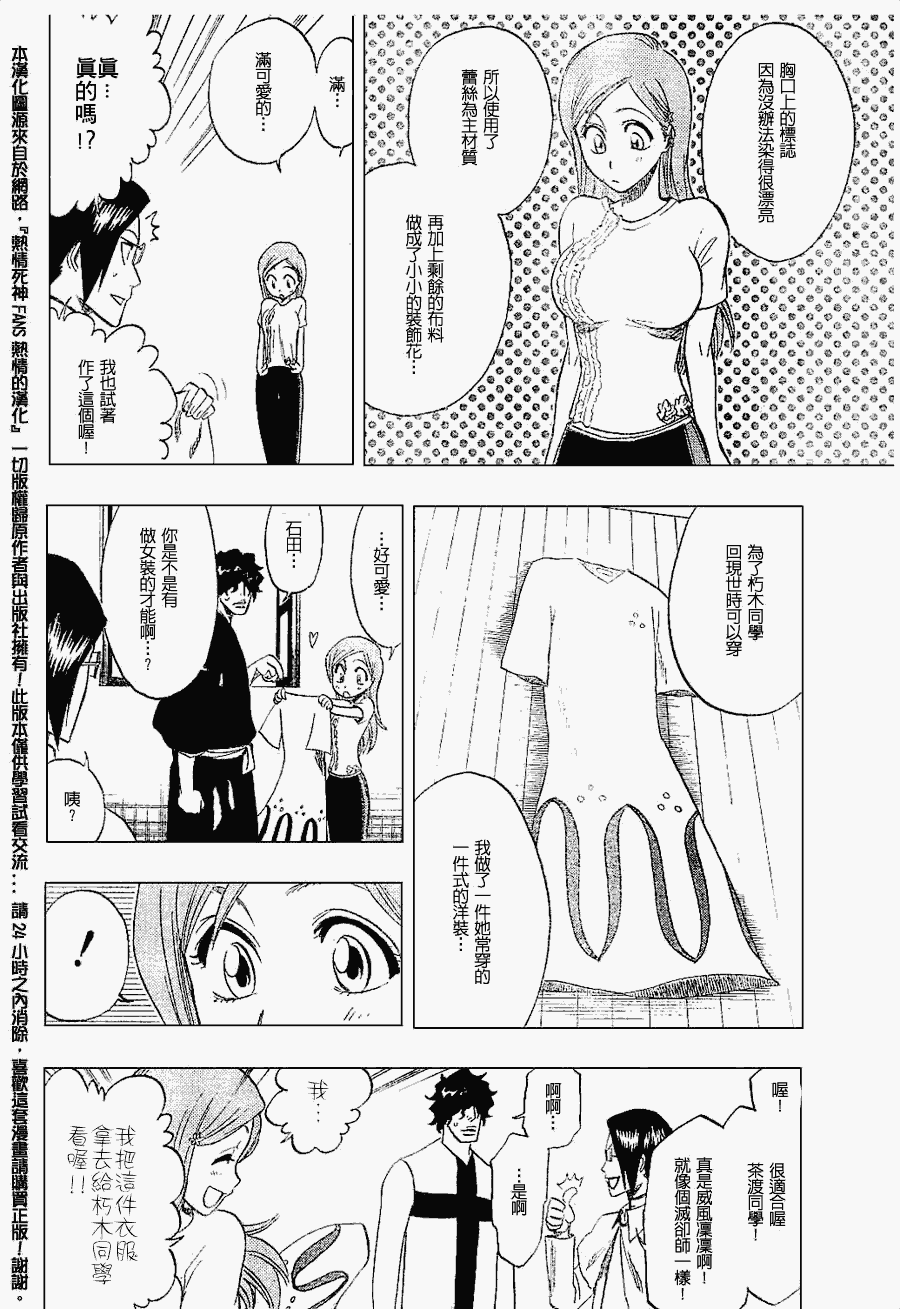 胸口上的標誌
因為沒辦法染得很漂亮
所以使用了
蕾絲為主材質
再加上剩餘的布料
做成了小小的裝飾花…
滿…
滿可愛的…
真…
真的嗎!?
我也試著
作了這個喔!
為了朽木同學
回現世時可以穿
我做了一件她常穿的
一件式的洋裝…
…好可愛…
石田…
你是不是有
做女裝的才能啊…?
咦?
!
喔!
很適合喔
茶渡同學!
真是威風凜凜啊!
就像個滅卻師一樣!
啊啊…
…是啊
我…
我把這件衣服
拿去給朽木同學
看喔!!
本漢化圖源來自於網路,『熱情死神 FANS 熱情的漢化』一切版權歸原作者與出版社擁有!此版本僅供學習試看交流... 請 24 小時之內消除,喜歡這套漫畫請購買正版!謝謝。